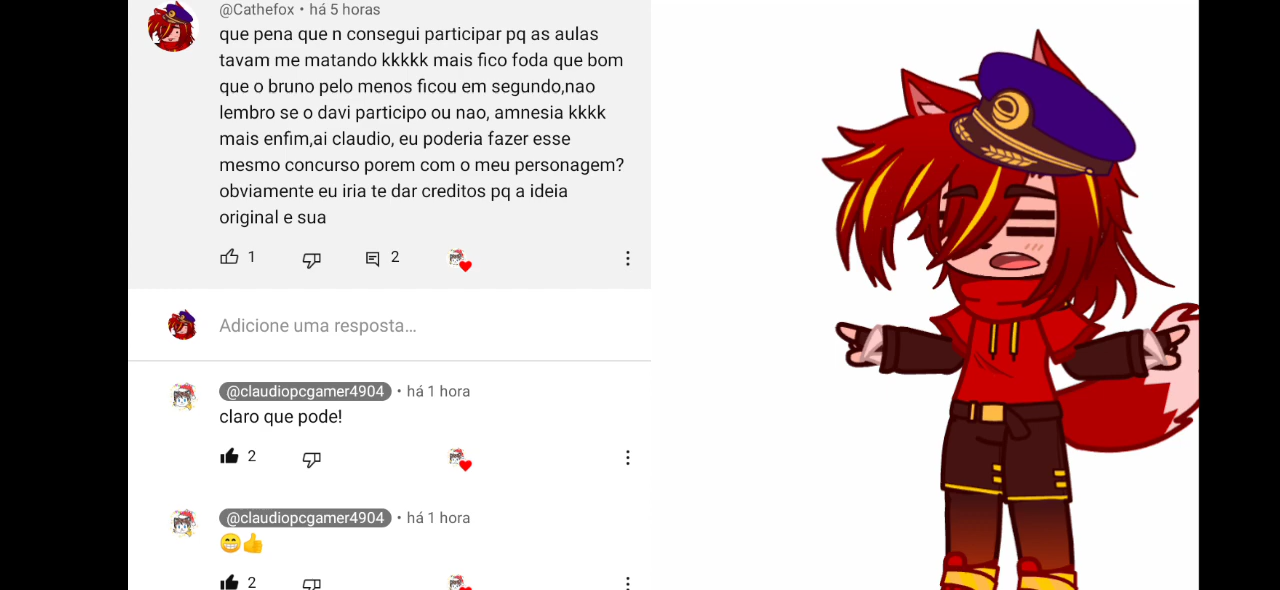 @Cathefox • há 5 horas
que pena que n consegui participar pq as aulas
tavam me matando kkkkk mais fico foda que bom
que o bruno pelo menos ficou em segundo,nao
lembro se o davi participo ou nao, amnesia kkkk
mais enfim,ai claudio, eu poderia fazer esse
mesmo concurso porem com o meu personagem?
obviamente eu iria te dar creditos pq a ideia
original e sua
1 2
Adicione uma resposta...
@claudiopcgamer4904 • há 1 hora
claro que pode!
2
@claudiopcgamer4904 • há 1 hora
😁👍
2